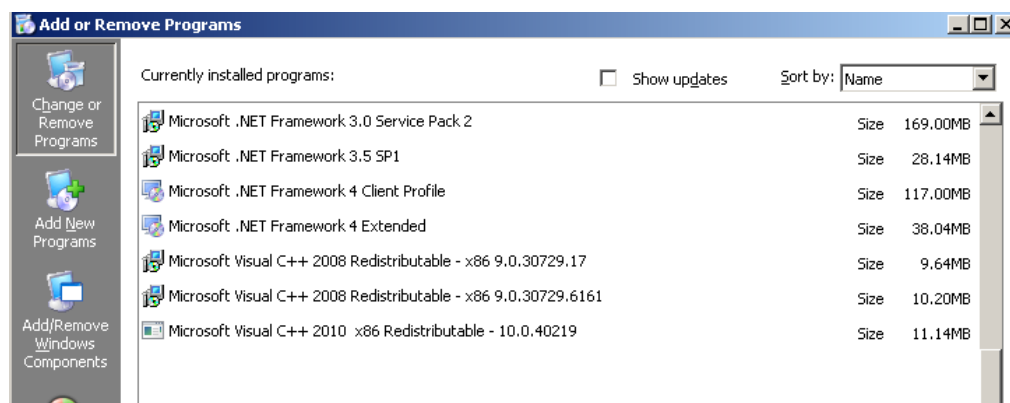 Add or Remove Programs
Change or
Remove
Programs
Add New
Programs
Add/Remove
Windows
Components
Currently installed programs:
Show updates
Sort by: Name
Microsoft .NET Framework 3.0 Service Pack 2 Size 169.00MB
Microsoft .NET Framework 3.5 SP1 Size 28.14MB
Microsoft .NET Framework 4 Client Profile Size 117.00MB
Microsoft .NET Framework 4 Extended Size 38.04MB
Microsoft Visual C++ 2008 Redistributable - x86 9.0.30729.17 Size 9.64MB
Microsoft Visual C++ 2008 Redistributable - x86 9.0.30729.6161 Size 10.20MB
Microsoft Visual C++ 2010 x86 Redistributable - 10.0.40219 Size 11.14MB